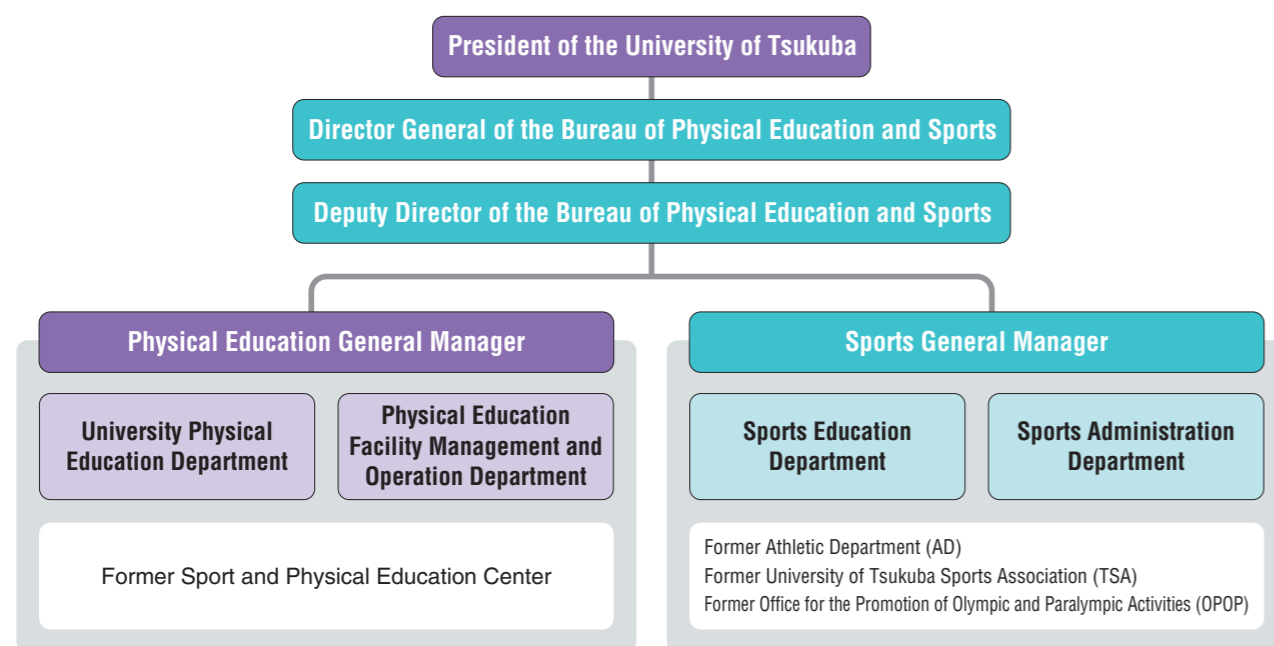 President of the University of Tsukuba
Director General of the Bureau of Physical Education and Sports
Deputy Director of the Bureau of Physical Education and Sports
Physical Education General Manager
University Physical
Education Department
Physical Education
Facility Management and
Operation Department
Former Sport and Physical Education Center
Sports General Manager
Sports Education
Department
Sports Administration
Department
Former Athletic Department (AD)
Former University of Tsukuba Sports Association (TSA)
Former Office for the Promotion of Olympic and Paralympic Activities (OPOP)